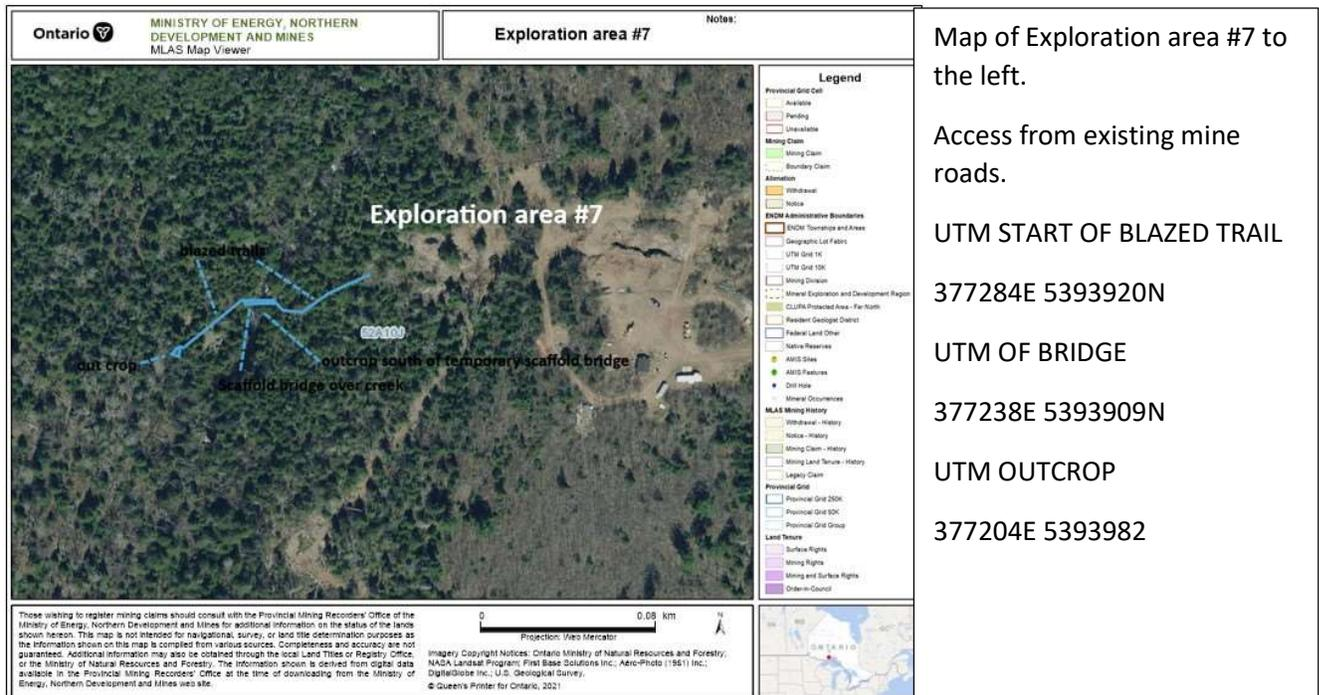 Ontario
MINISTRY OF ENERGY, NORTHERN
DEVELOPMENT AND MINES
MLAS Map Viewer
Exploration area #7
Notes:
Exploration area #7
blazed trails
52A10J
out crop
outcrop south of temporary scaffold bridge
Scaffold bridge over creek
Legend
Provincial Grid Cell
Available
Pending
Unavailable
Mining Claim
Mining Claim
Boundary Claim
Alienation
Withdrawal
Notice
ENDM Administrative Boundaries
ENDM Townships and Areas
Geographic Lot Fabric
UTM Grid 1K
UTM Grid 10K
Mining Division
Mineral Exploration and Development Region
CLUPA Protected Area - Far North
Resident Geologist District
Federal Land Other
Native Reserves
AMIS Sites
AMIS Features
Drill Hole
Mineral Occurrences
MLAS Mining History
Withdrawal - History
Notice - History
Mining Claim - History
Mining Land Tenure - History
Legacy Claim
Provincial Grid
Provincial Grid 250K
Provincial Grid 50K
Provincial Grid Group
Land Tenure
Surface Rights
Mining Rights
Mining and Surface Rights
Order-in-Council
Those wishing to register mining claims should consult with the Provincial Mining Recorders' Office of the
Ministry of Energy, Northern Development and Mines for additional information on the status of the lands
shown hereon. This map is not intended for navigational, survey, or land title determination purposes as
the information shown on this map is compiled from various sources. Completeness and accuracy are not
guaranteed. Additional information may also be obtained through the local Land Titles or Registry Office,
or the Ministry of Natural Resources and Forestry. The information shown is derived from digital data
available in the Provincial Mining Recorders' Office at the time of downloading from the Ministry of
Energy, Northern Development and Mines web site.
0 0.08 km
N
Projection: Web Mercator
Imagery Copyright Notices: Ontario Ministry of Natural Resources and Forestry;
NASA Landsat Program; First Base Solutions Inc.; Aéro-Photo (1961) Inc.;
DigitalGlobe Inc.; U.S. Geological Survey.
© Queen's Printer for Ontario, 2021
ONTARIO
Map of Exploration area #7 to
the left.
Access from existing mine
roads.
UTM START OF BLAZED TRAIL
377284E 5393920N
UTM OF BRIDGE
377238E 5393909N
UTM OUTCROP
377204E 5393982